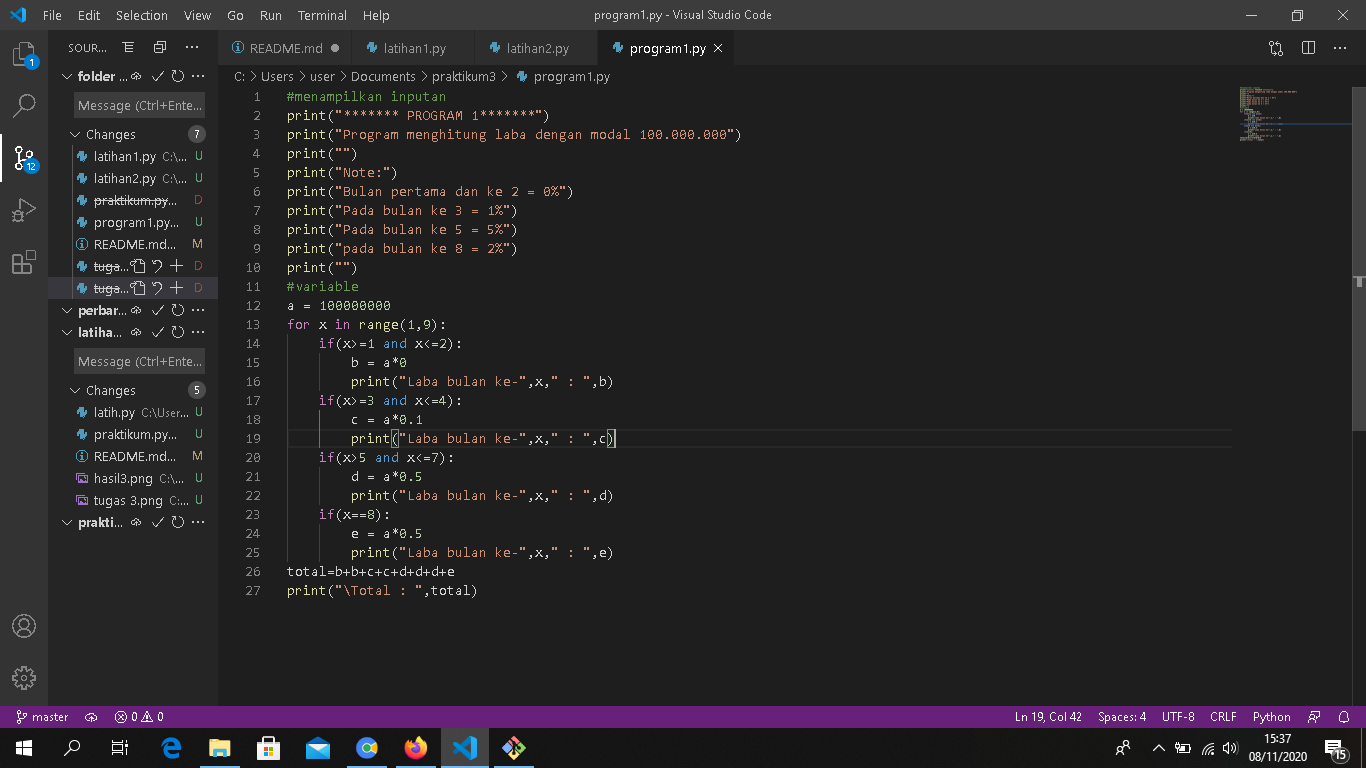 File Edit Selection View Go Run Terminal Help program1.py - Visual Studio Code
SOUR...
README.md latihan1.py latihan2.py program1.py
C: > Users > user > Documents > praktikum3 > program1.py
1
12
folder ...
Message (Ctrl+Ente...
Changes 7
latihan1.py C:\... U
latihan2.py C:\... U
praktikum.py... D
program1.py... U
README.md... M
tuga... D
tuga... D
perbar...
latiha...
Message (Ctrl+Ente...
Changes 5
latih.py C:\User... U
praktikum.py... U
README.md... M
hasil3.png C:\... U
tugas 3.png C:... U
prakti...
1 #menampilkan inputan
2 print("******* PROGRAM 1*******")
3 print("Program menghitung laba dengan modal 100.000.000")
4 print("")
5 print("Note:")
6 print("Bulan pertama dan ke 2 = 0%")
7 print("Pada bulan ke 3 = 1%")
8 print("Pada bulan ke 5 = 5%")
9 print("pada bulan ke 8 = 2%")
10 print("")
11 #variable
12 a = 100000000
13 for x in range(1,9):
14 if(x>=1 and x<=2):
15 b = a*0
16 print("Laba bulan ke-",x," : ",b)
17 if(x>=3 and x<=4):
18 c = a*0.1
19 print("Laba bulan ke-",x," : ",c)
20 if(x>5 and x<=7):
21 d = a*0.5
22 print("Laba bulan ke-",x," : ",d)
23 if(x==8):
24 e = a*0.5
25 print("Laba bulan ke-",x," : ",e)
26 total=b+b+c+c+d+d+d+e
27 print("\Total : ",total)
master 0 0 Ln 19, Col 42 Spaces: 4 UTF-8 CRLF Python
15:37
08/11/2020
15